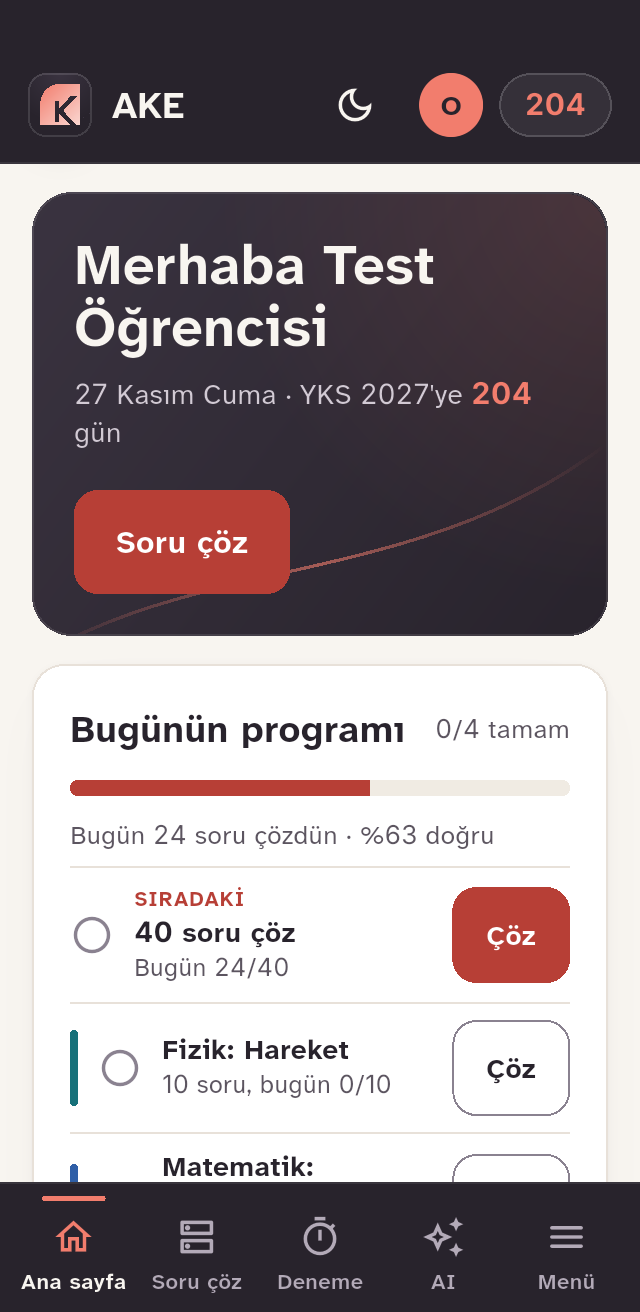 AKE
O
204
Merhaba Test
Öğrencisi
27 Kasım Cuma · YKS 2027'ye 204
gün
Soru çöz
Bugünün programı
0/4 tamam
Bugün 24 soru çözdün · %63 doğru
SIRADAKİ
40 soru çöz
Bugün 24/40
Çöz
Fizik: Hareket
10 soru, bugün 0/10
Çöz
Matematik:
Ana sayfa
Soru çöz
Deneme
AI
Menü